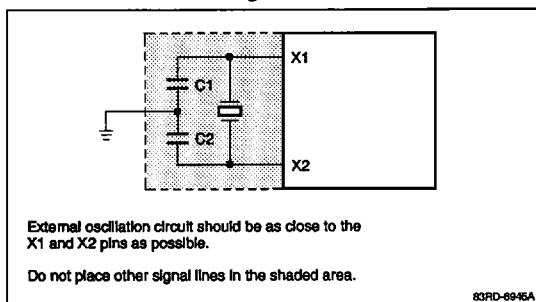 X1
C1
C2
X2
External oscillation circuit should be as close to the
X1 and X2 pins as possible.
Do not place other signal lines in the shaded area.
83RD-6945A